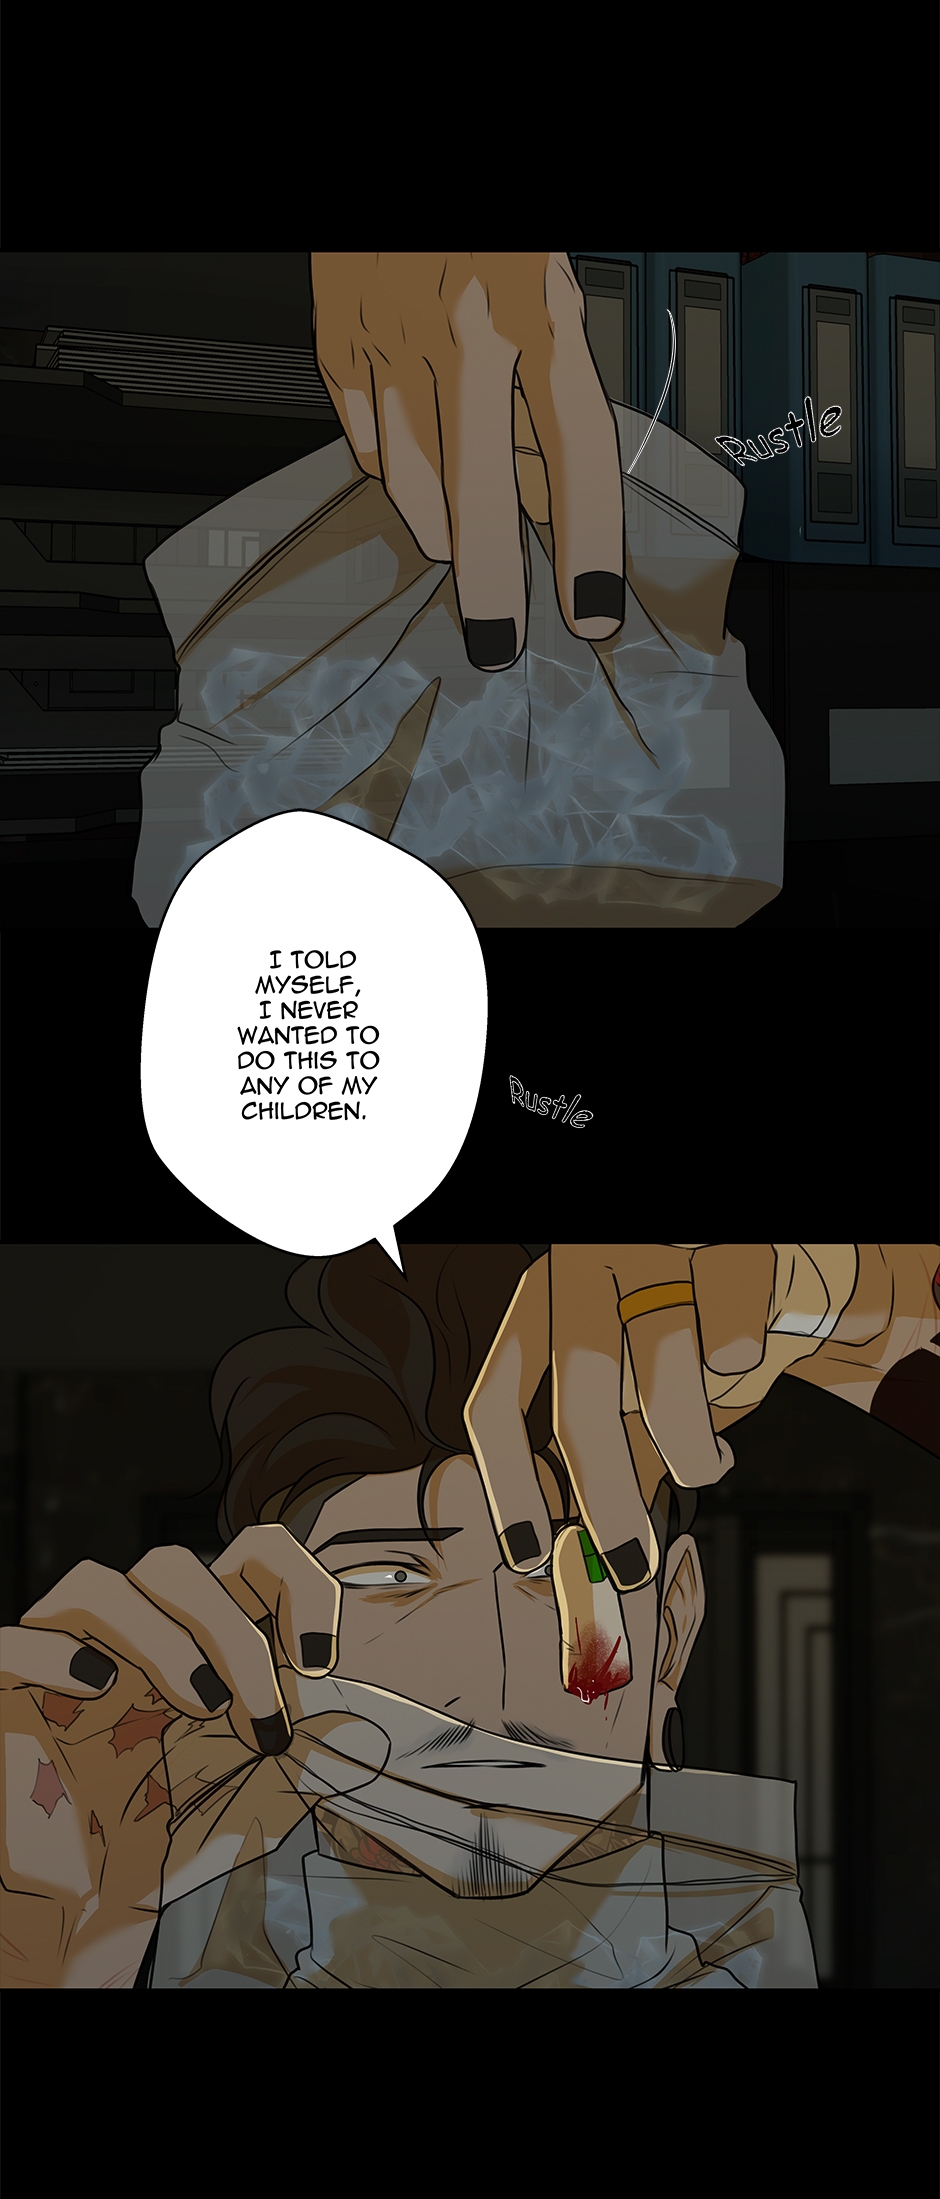 Rustle
I TOLD
MYSELF,
I NEVER
WANTED TO
DO THIS TO
ANY OF MY
CHILDREN.
Rustle